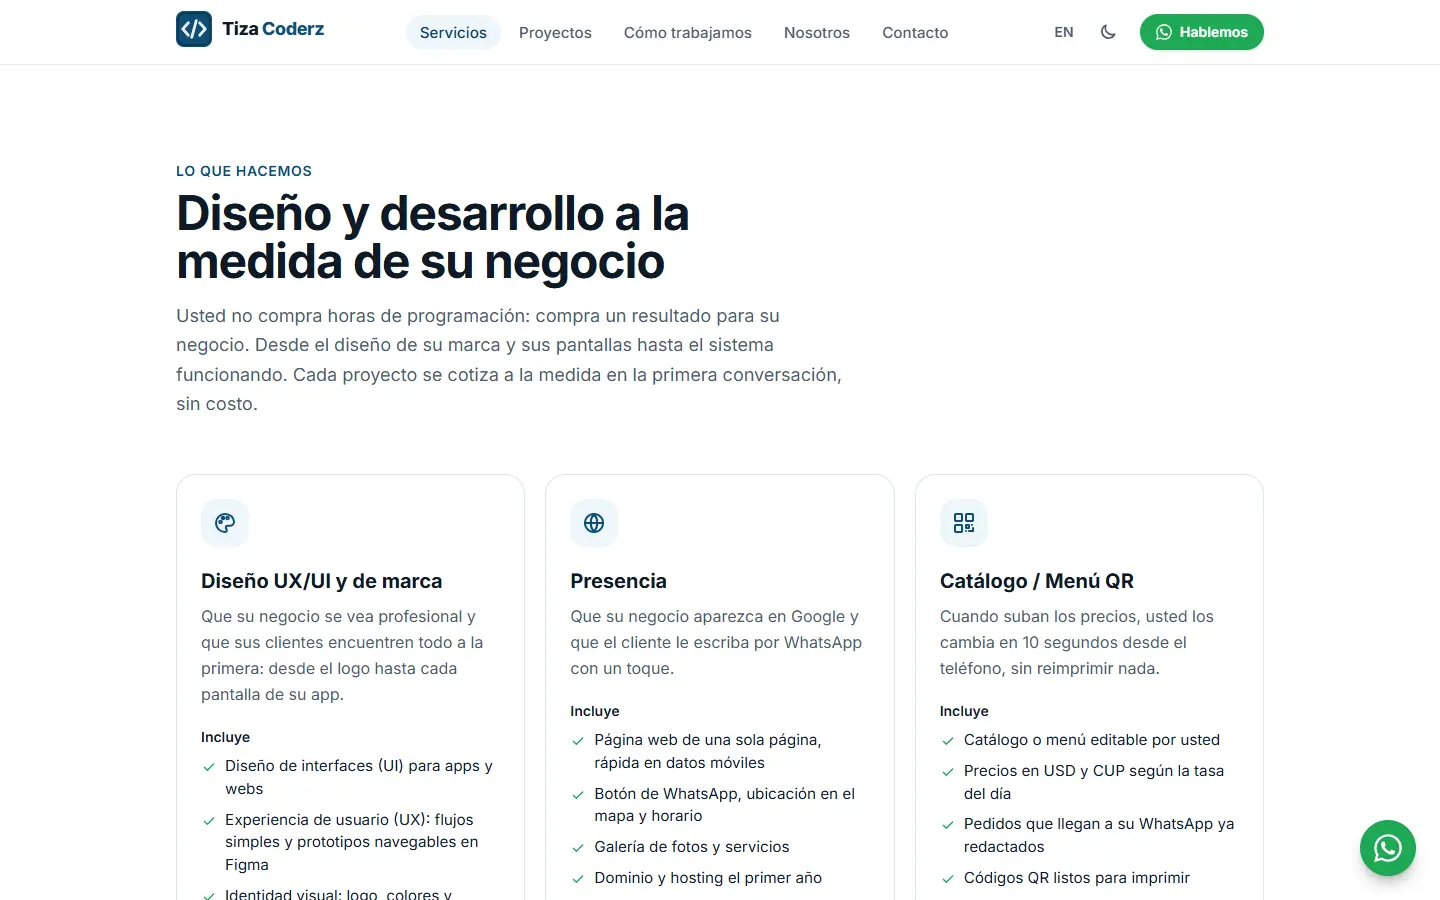 Tiza Coderz
Servicios
Proyectos
Cómo trabajamos
Nosotros
Contacto
EN
Hablemos
LO QUE HACEMOS
Diseño y desarrollo a la
medida de su negocio
Usted no compra horas de programación: compra un resultado para su
negocio. Desde el diseño de su marca y sus pantallas hasta el sistema
funcionando. Cada proyecto se cotiza a la medida en la primera conversación,
sin costo.
Diseño UX/UI y de marca
Que su negocio se vea profesional y
que sus clientes encuentren todo a la
primera: desde el logo hasta cada
pantalla de su app.
Incluye
Diseño de interfaces (UI) para apps y
webs
Experiencia de usuario (UX): flujos
simples y prototipos navegables en
Figma
Identidad visual: logo, colores y
Presencia
Que su negocio aparezca en Google y
que el cliente le escriba por WhatsApp
con un toque.
Incluye
Página web de una sola página,
rápida en datos móviles
Botón de WhatsApp, ubicación en el
mapa y horario
Galería de fotos y servicios
Dominio y hosting el primer año
Catálogo / Menú QR
Cuando suban los precios, usted los
cambia en 10 segundos desde el
teléfono, sin reimprimir nada.
Incluye
Catálogo o menú editable por usted
Precios en USD y CUP según la tasa
del día
Pedidos que llegan a su WhatsApp ya
redactados
Códigos QR listos para imprimir